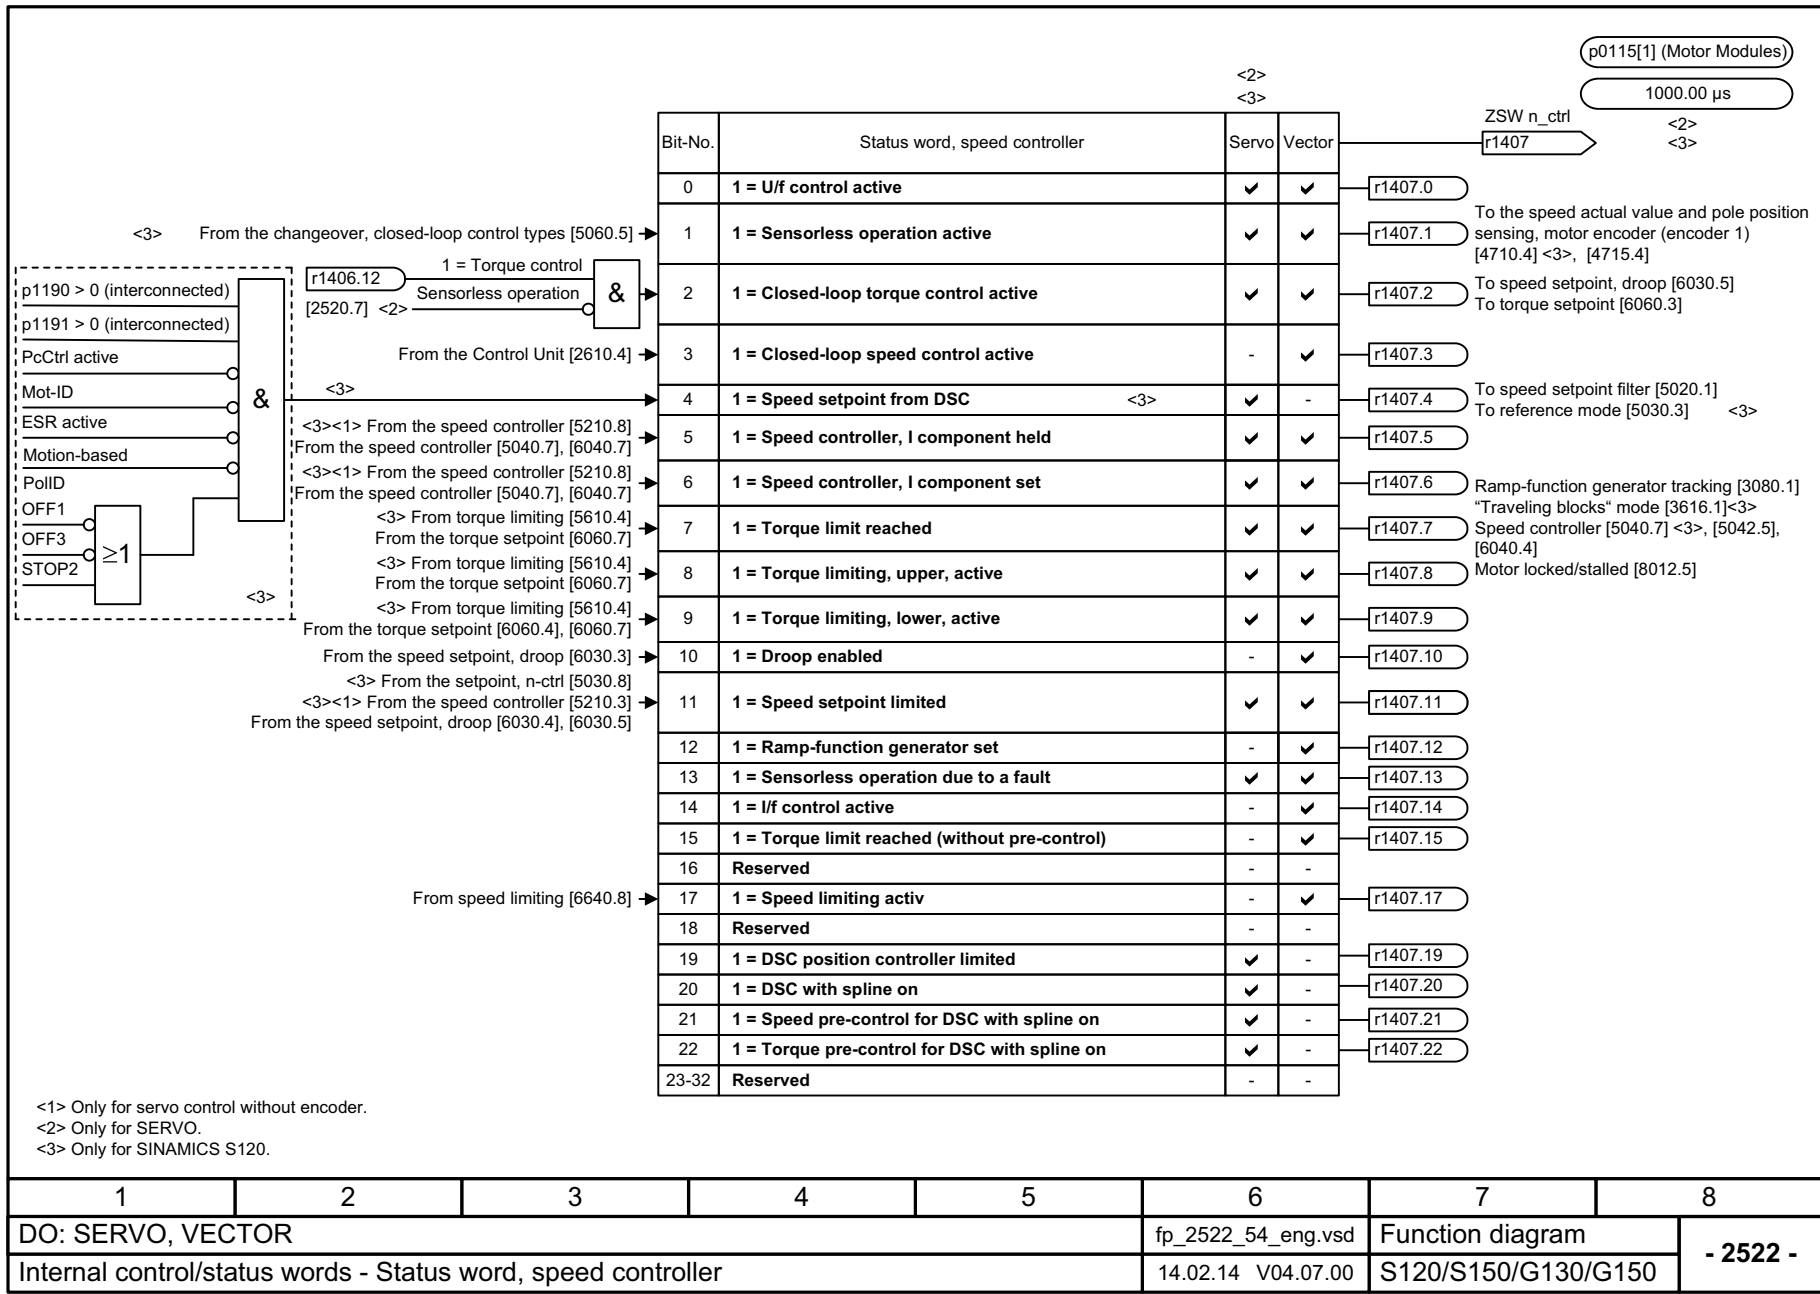 p0115[1] (Motor Modules)
1000.00 µs
<2>
<3>
<2>
<3>
ZSW n_ctrl
r1407
Bit-No.
Status word, speed controller
Servo
Vector
0
1 = U/f control active
✔
✔
r1407.0
<3> From the changeover, closed-loop control types [5060.5]
1
1 = Sensorless operation active
✔
✔
r1407.1
To the speed actual value and pole position
sensing, motor encoder (encoder 1)
[4710.4] <3>, [4715.4]
r1406.12
1 = Torque control
Sensorless operation
[2520.7] <2>
&
2
1 = Closed-loop torque control active
✔
✔
r1407.2
To speed setpoint, droop [6030.5]
To torque setpoint [6060.3]
From the Control Unit [2610.4]
3
1 = Closed-loop speed control active
-
✔
r1407.3
p1190 > 0 (interconnected)
p1191 > 0 (interconnected)
PcCtrl active
Mot-ID
ESR active
Motion-based
PolID
OFF1
OFF3
STOP2
≥1
&
<3>
<3>
4
1 = Speed setpoint from DSC <3>
✔
-
r1407.4
To speed setpoint filter [5020.1]
To reference mode [5030.3] <3>
<3><1> From the speed controller [5210.8]
From the speed controller [5040.7], [6040.7]
5
1 = Speed controller, I component held
✔
✔
r1407.5
<3><1> From the speed controller [5210.8]
From the speed controller [5040.7], [6040.7]
6
1 = Speed controller, I component set
✔
✔
r1407.6
<3> From torque limiting [5610.4]
From the torque setpoint [6060.7]
7
1 = Torque limit reached
✔
✔
r1407.7
Ramp-function generator tracking [3080.1]
“Traveling blocks“ mode [3616.1]<3>
Speed controller [5040.7] <3>, [5042.5],
[6040.4]
Motor locked/stalled [8012.5]
<3> From torque limiting [5610.4]
From the torque setpoint [6060.7]
8
1 = Torque limiting, upper, active
✔
✔
r1407.8
<3> From torque limiting [5610.4]
From the torque setpoint [6060.4], [6060.7]
9
1 = Torque limiting, lower, active
✔
✔
r1407.9
From the speed setpoint, droop [6030.3]
10
1 = Droop enabled
-
✔
r1407.10
<3> From the setpoint, n-ctrl [5030.8]
<3><1> From the speed controller [5210.3]
From the speed setpoint, droop [6030.4], [6030.5]
11
1 = Speed setpoint limited
✔
✔
r1407.11
12
1 = Ramp-function generator set
-
✔
r1407.12
13
1 = Sensorless operation due to a fault
✔
✔
r1407.13
14
1 = I/f control active
-
✔
r1407.14
15
1 = Torque limit reached (without pre-control)
-
✔
r1407.15
16
Reserved
-
-
From speed limiting [6640.8]
17
1 = Speed limiting activ
-
✔
r1407.17
18
Reserved
-
-
19
1 = DSC position controller limited
✔
-
r1407.19
20
1 = DSC with spline on
✔
-
r1407.20
21
1 = Speed pre-control for DSC with spline on
✔
-
r1407.21
22
1 = Torque pre-control for DSC with spline on
✔
-
r1407.22
23-32
Reserved
-
-
<1> Only for servo control without encoder.
<2> Only for SERVO.
<3> Only for SINAMICS S120.
1 2 3 4 5 6 7 8
DO: SERVO, VECTOR
fp_2522_54_eng.vsd
Function diagram
- 2522 -
Internal control/status words - Status word, speed controller
14.02.14 V04.07.00
S120/S150/G130/G150